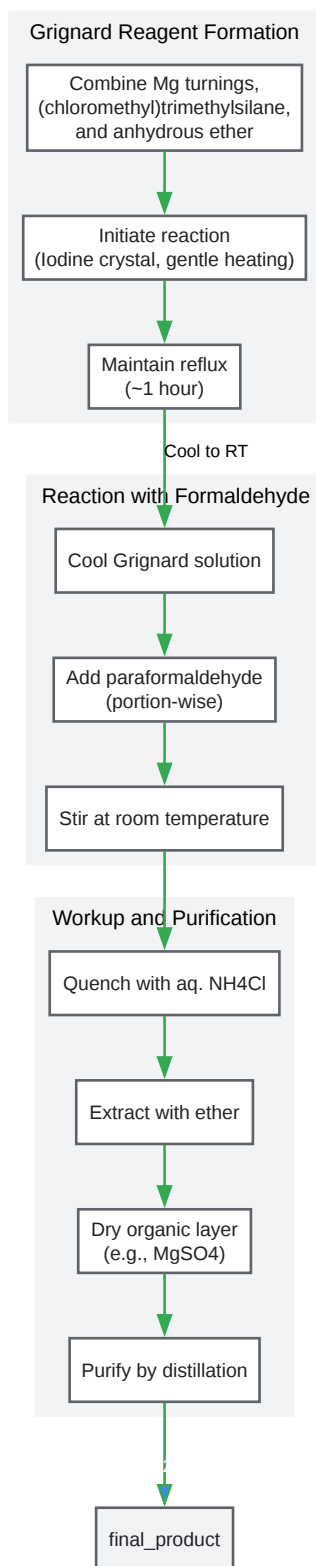 Grignard Reagent Formation
Combine Mg turnings,
(chloromethyl)trimethylsilane,
and anhydrous ether
Initiate reaction
(Iodine crystal, gentle heating)
Maintain reflux
(~1 hour)
Cool to RT
Reaction with Formaldehyde
Cool Grignard solution
Add paraformaldehyde
(portion-wise)
Stir at room temperature
Workup and Purification
Quench with aq. NH4Cl
Extract with ether
Dry organic layer
(e.g., MgSO4)
Purify by distillation
final_product